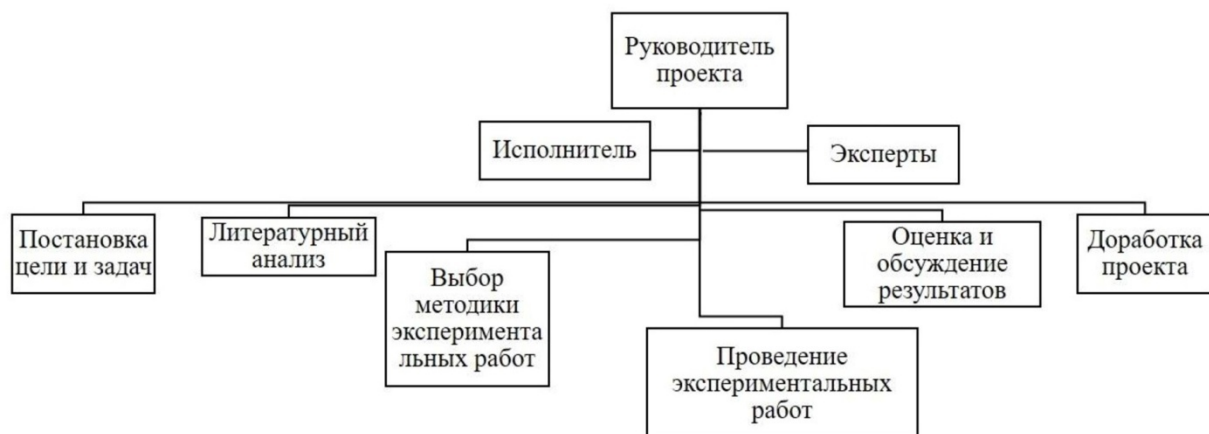 Руководитель
проекта
Исполнитель
Эксперты
Постановка
цели и задач
Литературный
анализ
Выбор
методики
эксперимента
льных работ
Проведение
экспериментальных
работ
Оценка и
обсуждение
результатов
Доработка
проекта